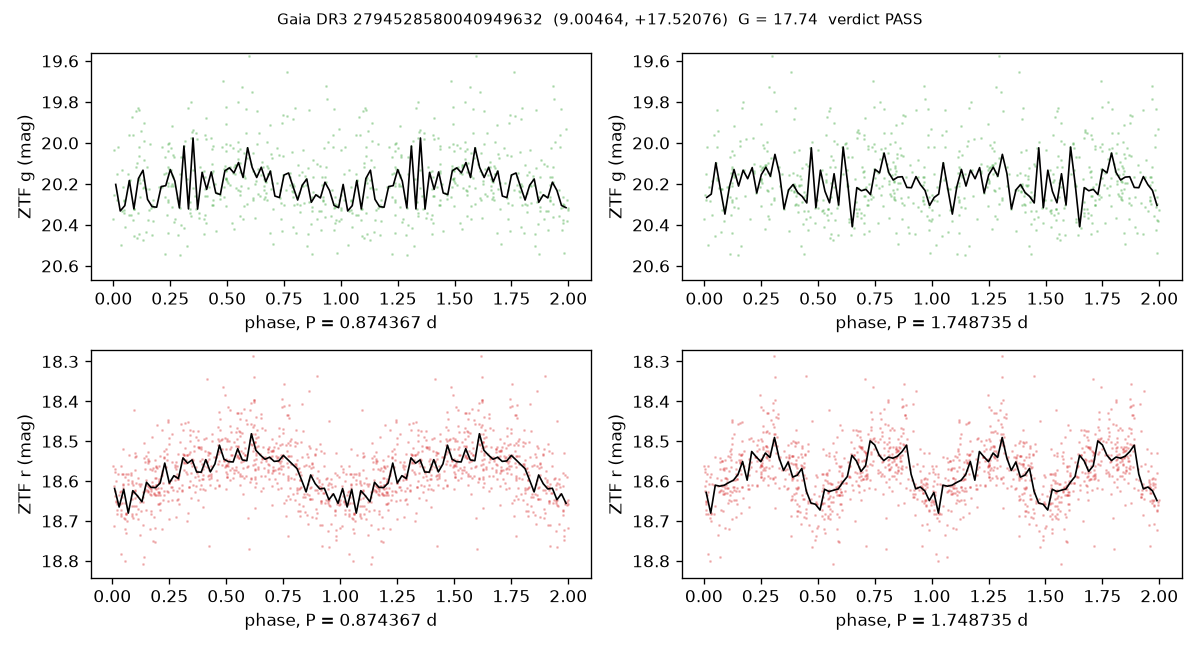 Gaia DR3 2794528580040949632  (9.00464, +17.52076)  G = 17.74  verdict PASS
ZTF g (mag)
19.6
19.8
20.0
20.2
20.4
20.6
0.00 0.25 0.50 0.75 1.00 1.25 1.50 1.75 2.00
phase, P = 0.874367 d
ZTF g (mag)
19.6
19.8
20.0
20.2
20.4
20.6
0.00 0.25 0.50 0.75 1.00 1.25 1.50 1.75 2.00
phase, P = 1.748735 d
ZTF r (mag)
18.3
18.4
18.5
18.6
18.7
18.8
0.00 0.25 0.50 0.75 1.00 1.25 1.50 1.75 2.00
phase, P = 0.874367 d
ZTF r (mag)
18.3
18.4
18.5
18.6
18.7
18.8
0.00 0.25 0.50 0.75 1.00 1.25 1.50 1.75 2.00
phase, P = 1.748735 d